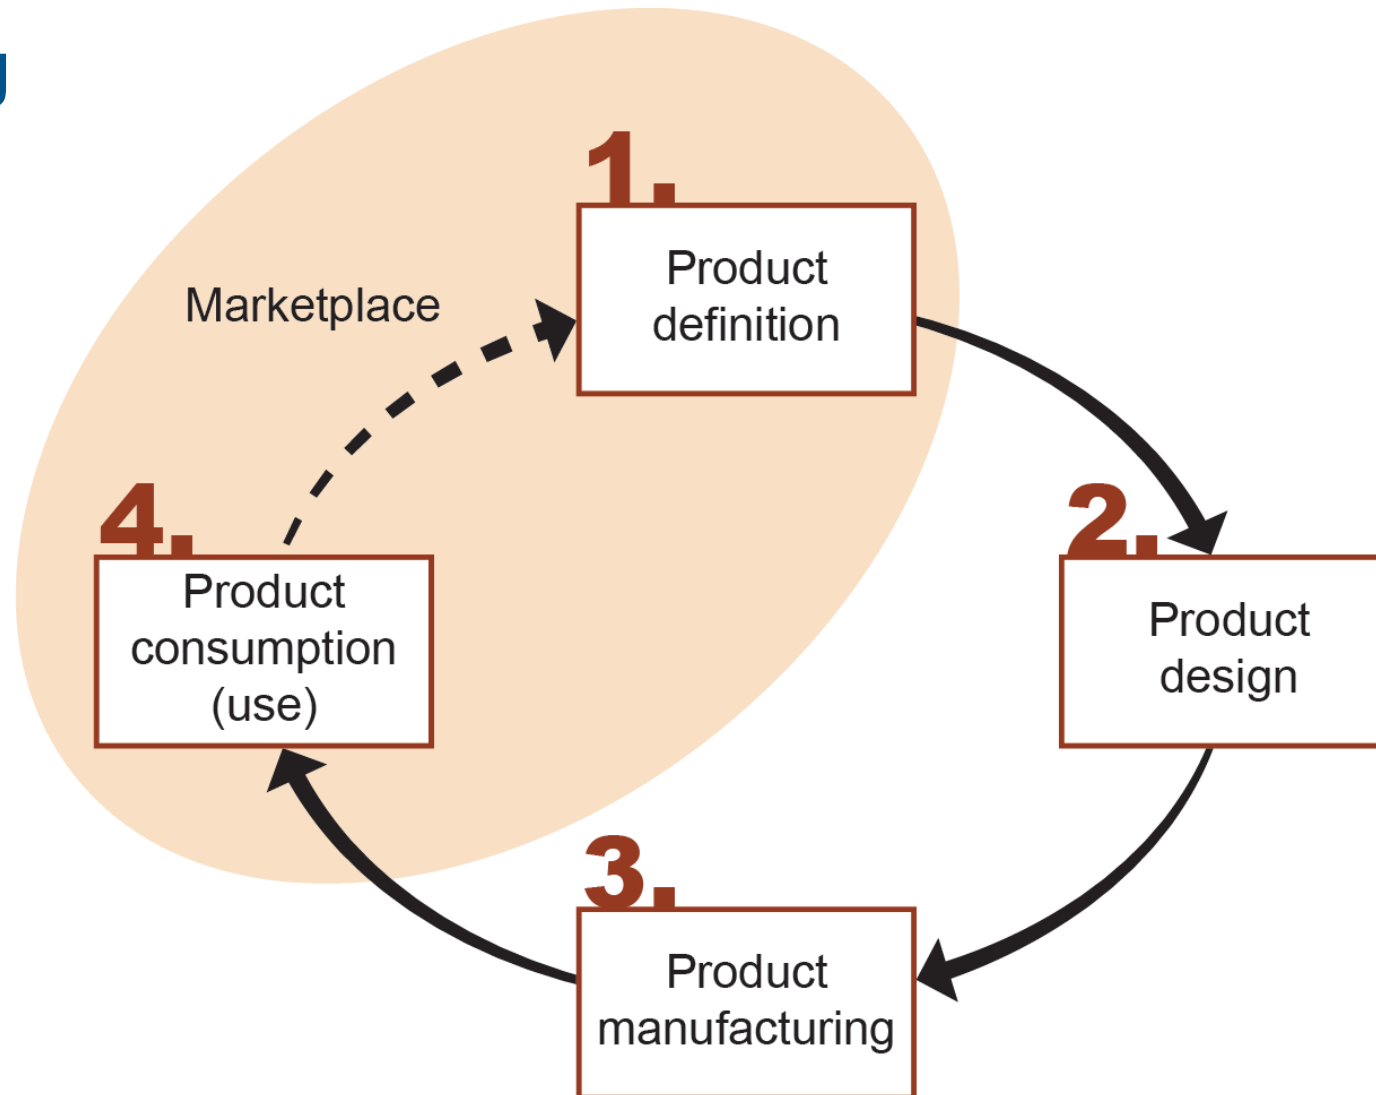 1.
Product
definition
Marketplace
2.
Product
design
3.
Product
manufacturing
4.
Product
consumption
(use)